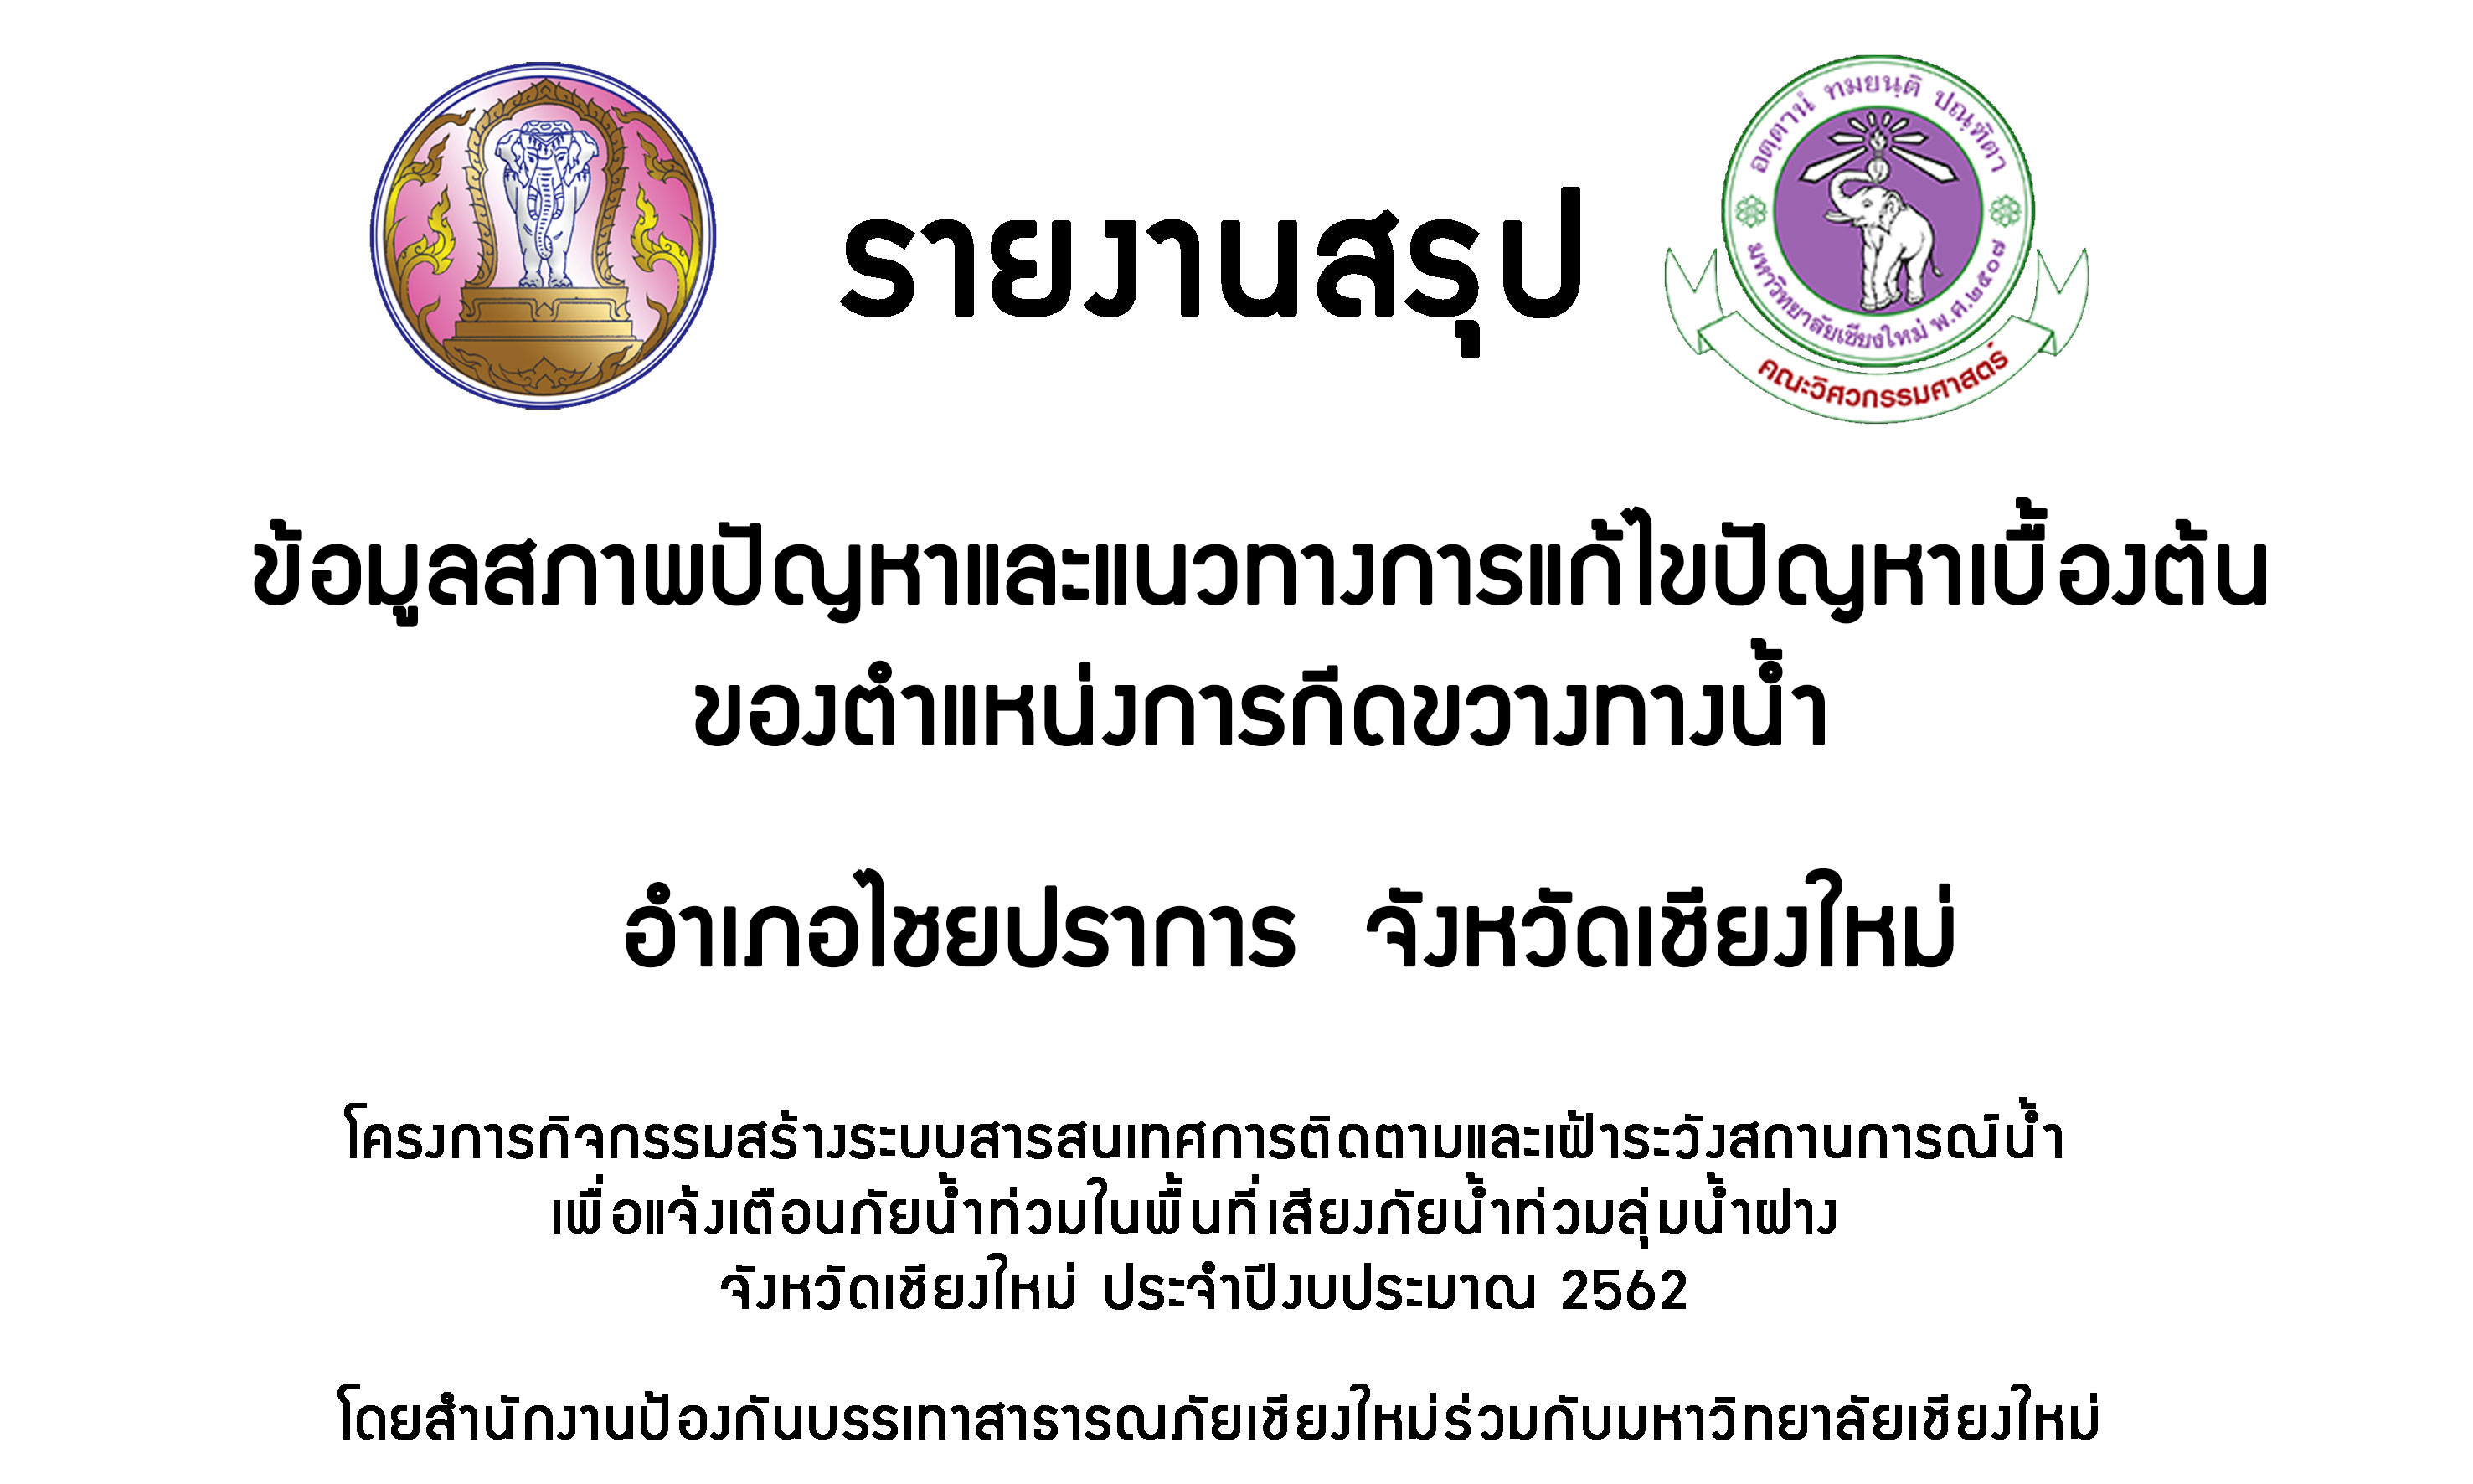 รายงานสรุป
อตฺตานํ ทมยนฺติ ปณฺฑิตา
มหาวิทยาลัยเชียงใหม่ พ.ศ.๒๕๐๗
คณะวิศวกรรมศาสตร์
ข้อมูลสภาพปัญหาและแนวทางการแก้ไขปัญหาเบื้องต้น
ของตำแหน่งการกีดขวางทางน้ำ
อำเภอไชยปราการ จังหวัดเชียงใหม่
โครงการกิจกรรมสร้างระบบสารสนเทศการติดตามและเฝ้าระวังสถานการณ์น้ำ
เพื่อแจ้งเตือนภัยน้ำท่วมในพื้นที่เสี่ยงภัยน้ำท่วมลุ่มน้ำฝาง
จังหวัดเชียงใหม่ ประจำปีงบประมาณ 2562
โดยสำนักงานป้องกันบรรเทาสาธารณภัยเชียงใหม่ร่วมกับมหาวิทยาลัยเชียงใหม่